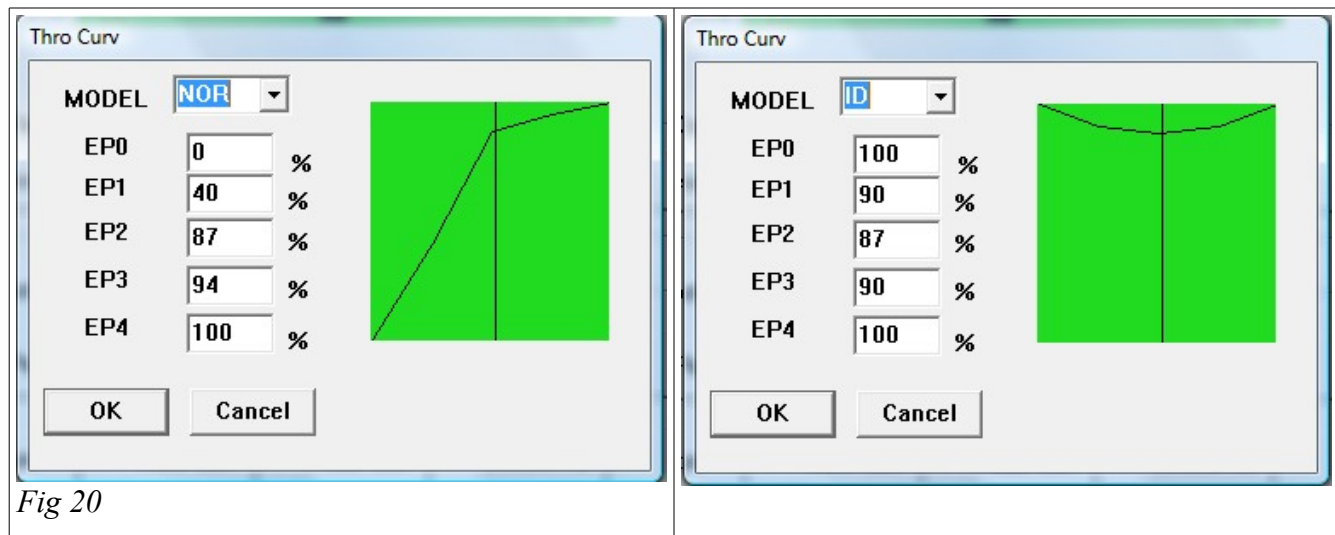 Thro Curv
MODEL NOR
EP0 0 %
EP1 40 %
EP2 87 %
EP3 94 %
EP4 100 %
OK Cancel
Fig 20
Thro Curv
MODEL ID
EP0 100 %
EP1 90 %
EP2 87 %
EP3 90 %
EP4 100 %
OK Cancel